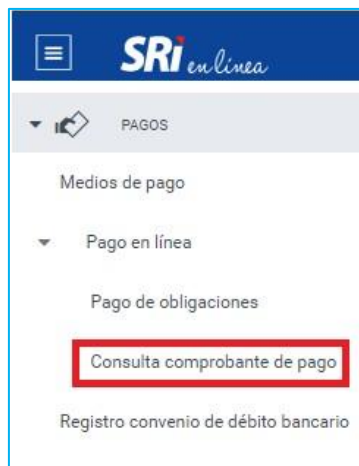 SRi en línea
PAGOS
Medios de pago
Pago en línea
Pago de obligaciones
Consulta comprobante de pago
Registro convenio de débito bancario